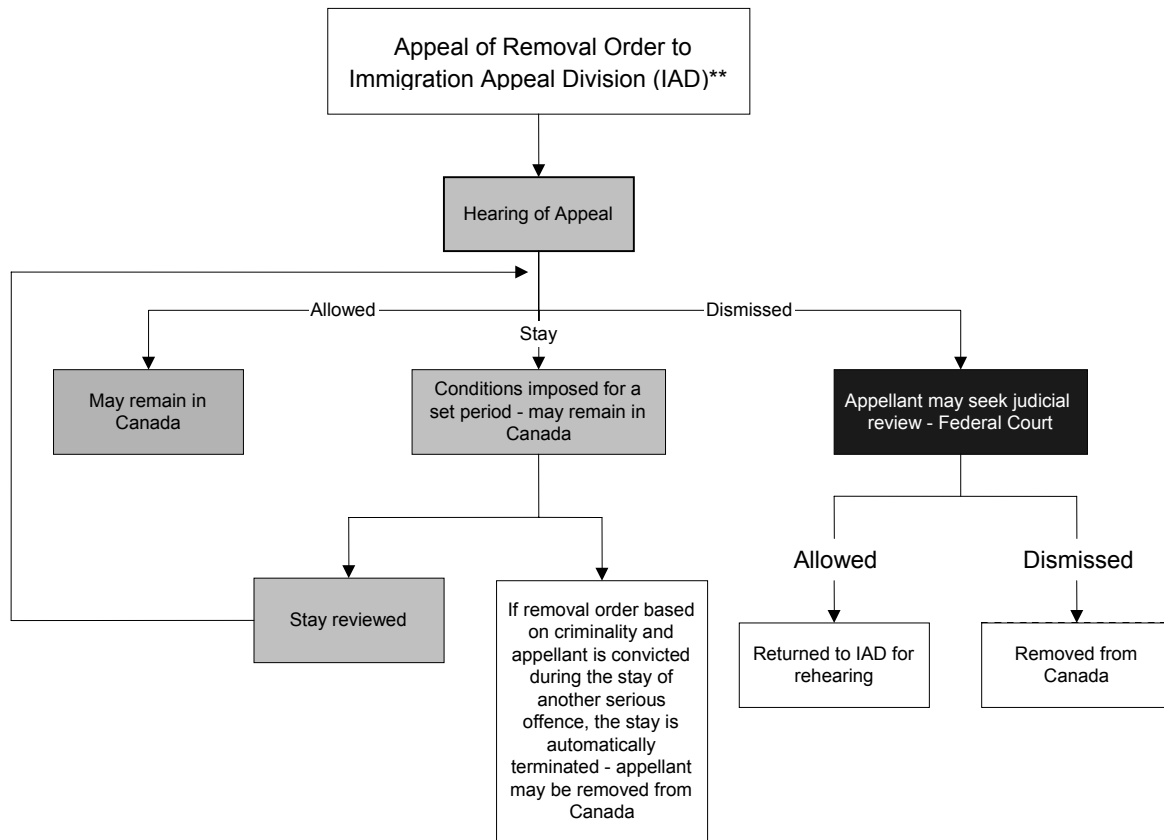 Appeal of Removal Order to
Immigration Appeal Division (IAD)**
Hearing of Appeal
Allowed
Dismissed
Stay
May remain in
Canada
Conditions imposed for a
set period - may remain in
Canada
Appellant may seek judicial
review - Federal Court
Allowed
Dismissed
Stay reviewed
If removal order based
on criminality and
appellant is convicted
during the stay of
another serious
offence, the stay is
automatically
terminated - appellant
may be removed from
Canada
Returned to IAD for
rehearing
Removed from
Canada